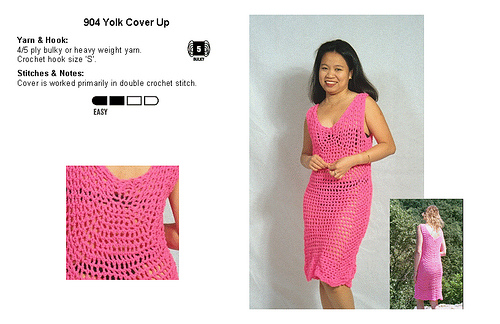 904 Yolk Cover Up
Yarn & Hook:
4/5 ply bulky or heavy weight yarn.
Crochet hook size 'S'.
5
BULKY
Stitches & Notes:
Cover is worked primarily in double crochet stitch.
EASY